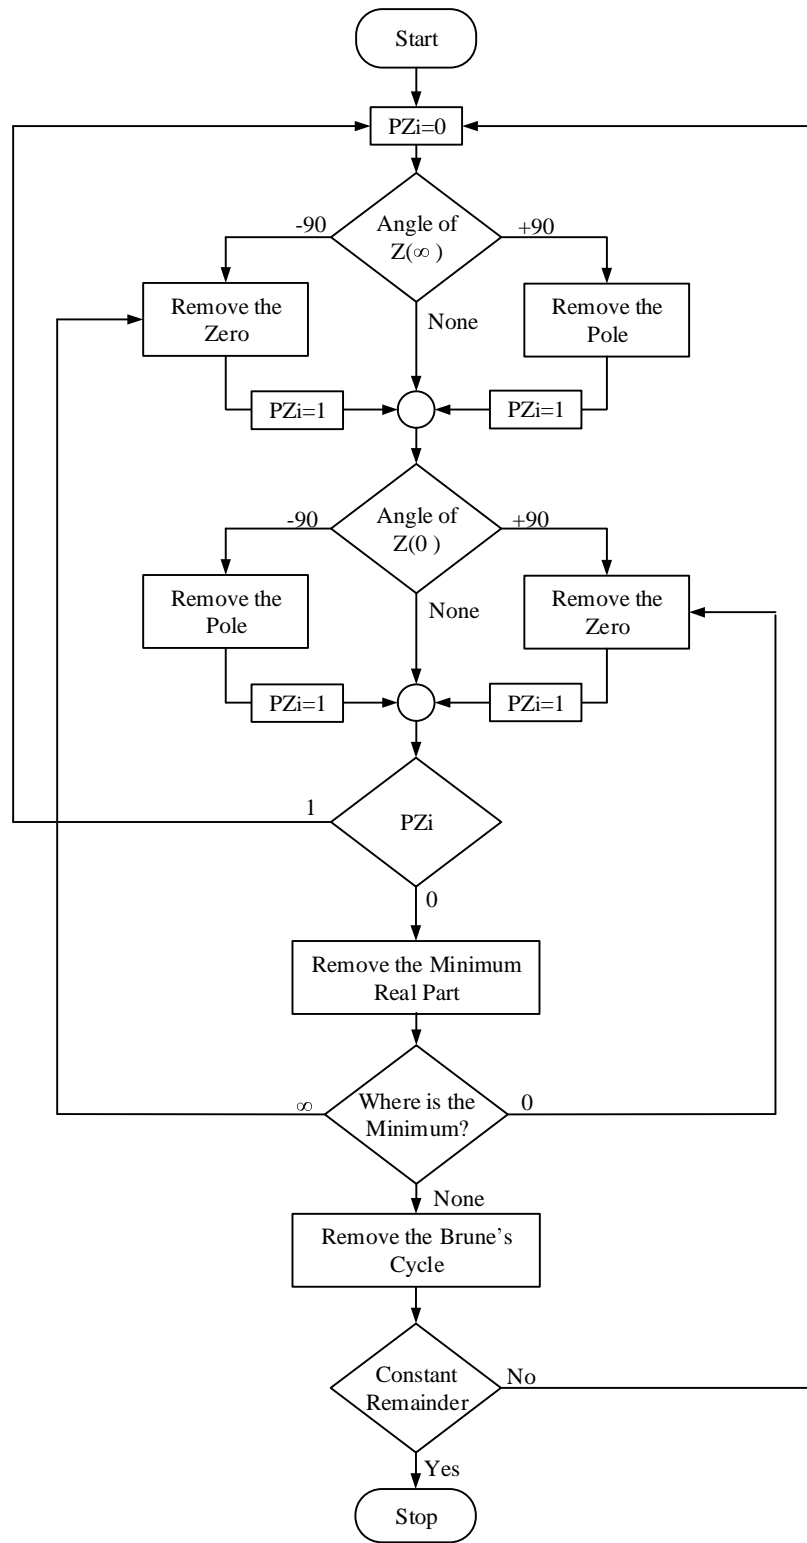 Start
PZi=0
Angle of
Z(∞ )
-90
+90
Remove the
Zero
None
Remove the
Pole
PZi=1
PZi=1
Angle of
Z(0 )
-90
+90
Remove the
Pole
None
Remove the
Zero
PZi=1
PZi=1
1
PZi
0
Remove the Minimum
Real Part
∞
Where is the
Minimum?
0
None
Remove the Brune’s
Cycle
Constant
Remainder
No
Yes
Stop